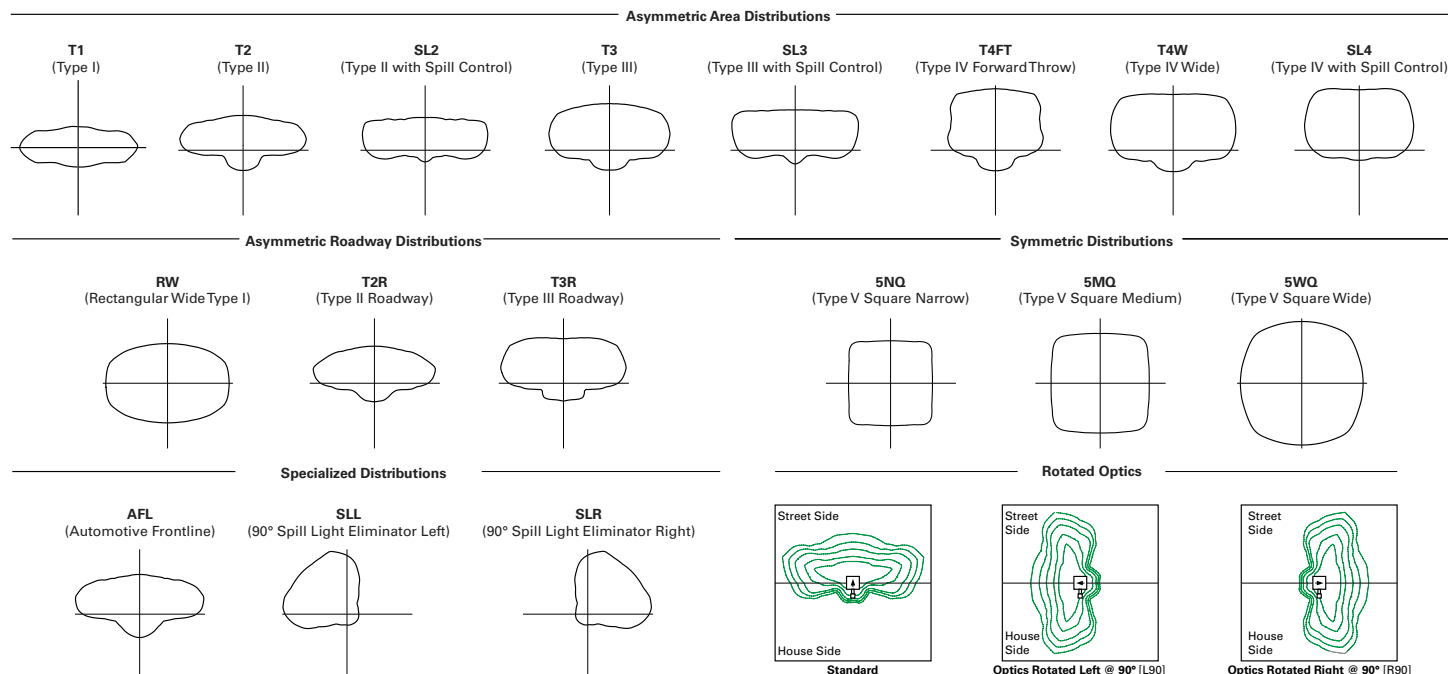 Asymmetric Area Distributions
T1
(Type I)
T2
(Type II)
SL2
(Type II with Spill Control)
T3
(Type III)
SL3
(Type III with Spill Control)
T4FT
(Type IV Forward Throw)
T4W
(Type IV Wide)
SL4
(Type IV with Spill Control)
Asymmetric Roadway Distributions
Symmetric Distributions
RW
(Rectangular Wide Type I)
T2R
(Type II Roadway)
T3R
(Type III Roadway)
5NQ
(Type V Square Narrow)
5MQ
(Type V Square Medium)
5WQ
(Type V Square Wide)
Specialized Distributions
Rotated Optics
AFL
(Automotive Frontline)
SLL
(90° Spill Light Eliminator Left)
SLR
(90° Spill Light Eliminator Right)
Street Side
House Side
Standard
Street
Side
House
Side
Optics Rotated Left @ 90° [L90]
Street
Side
House
Side
Optics Rotated Right @ 90° [R90]